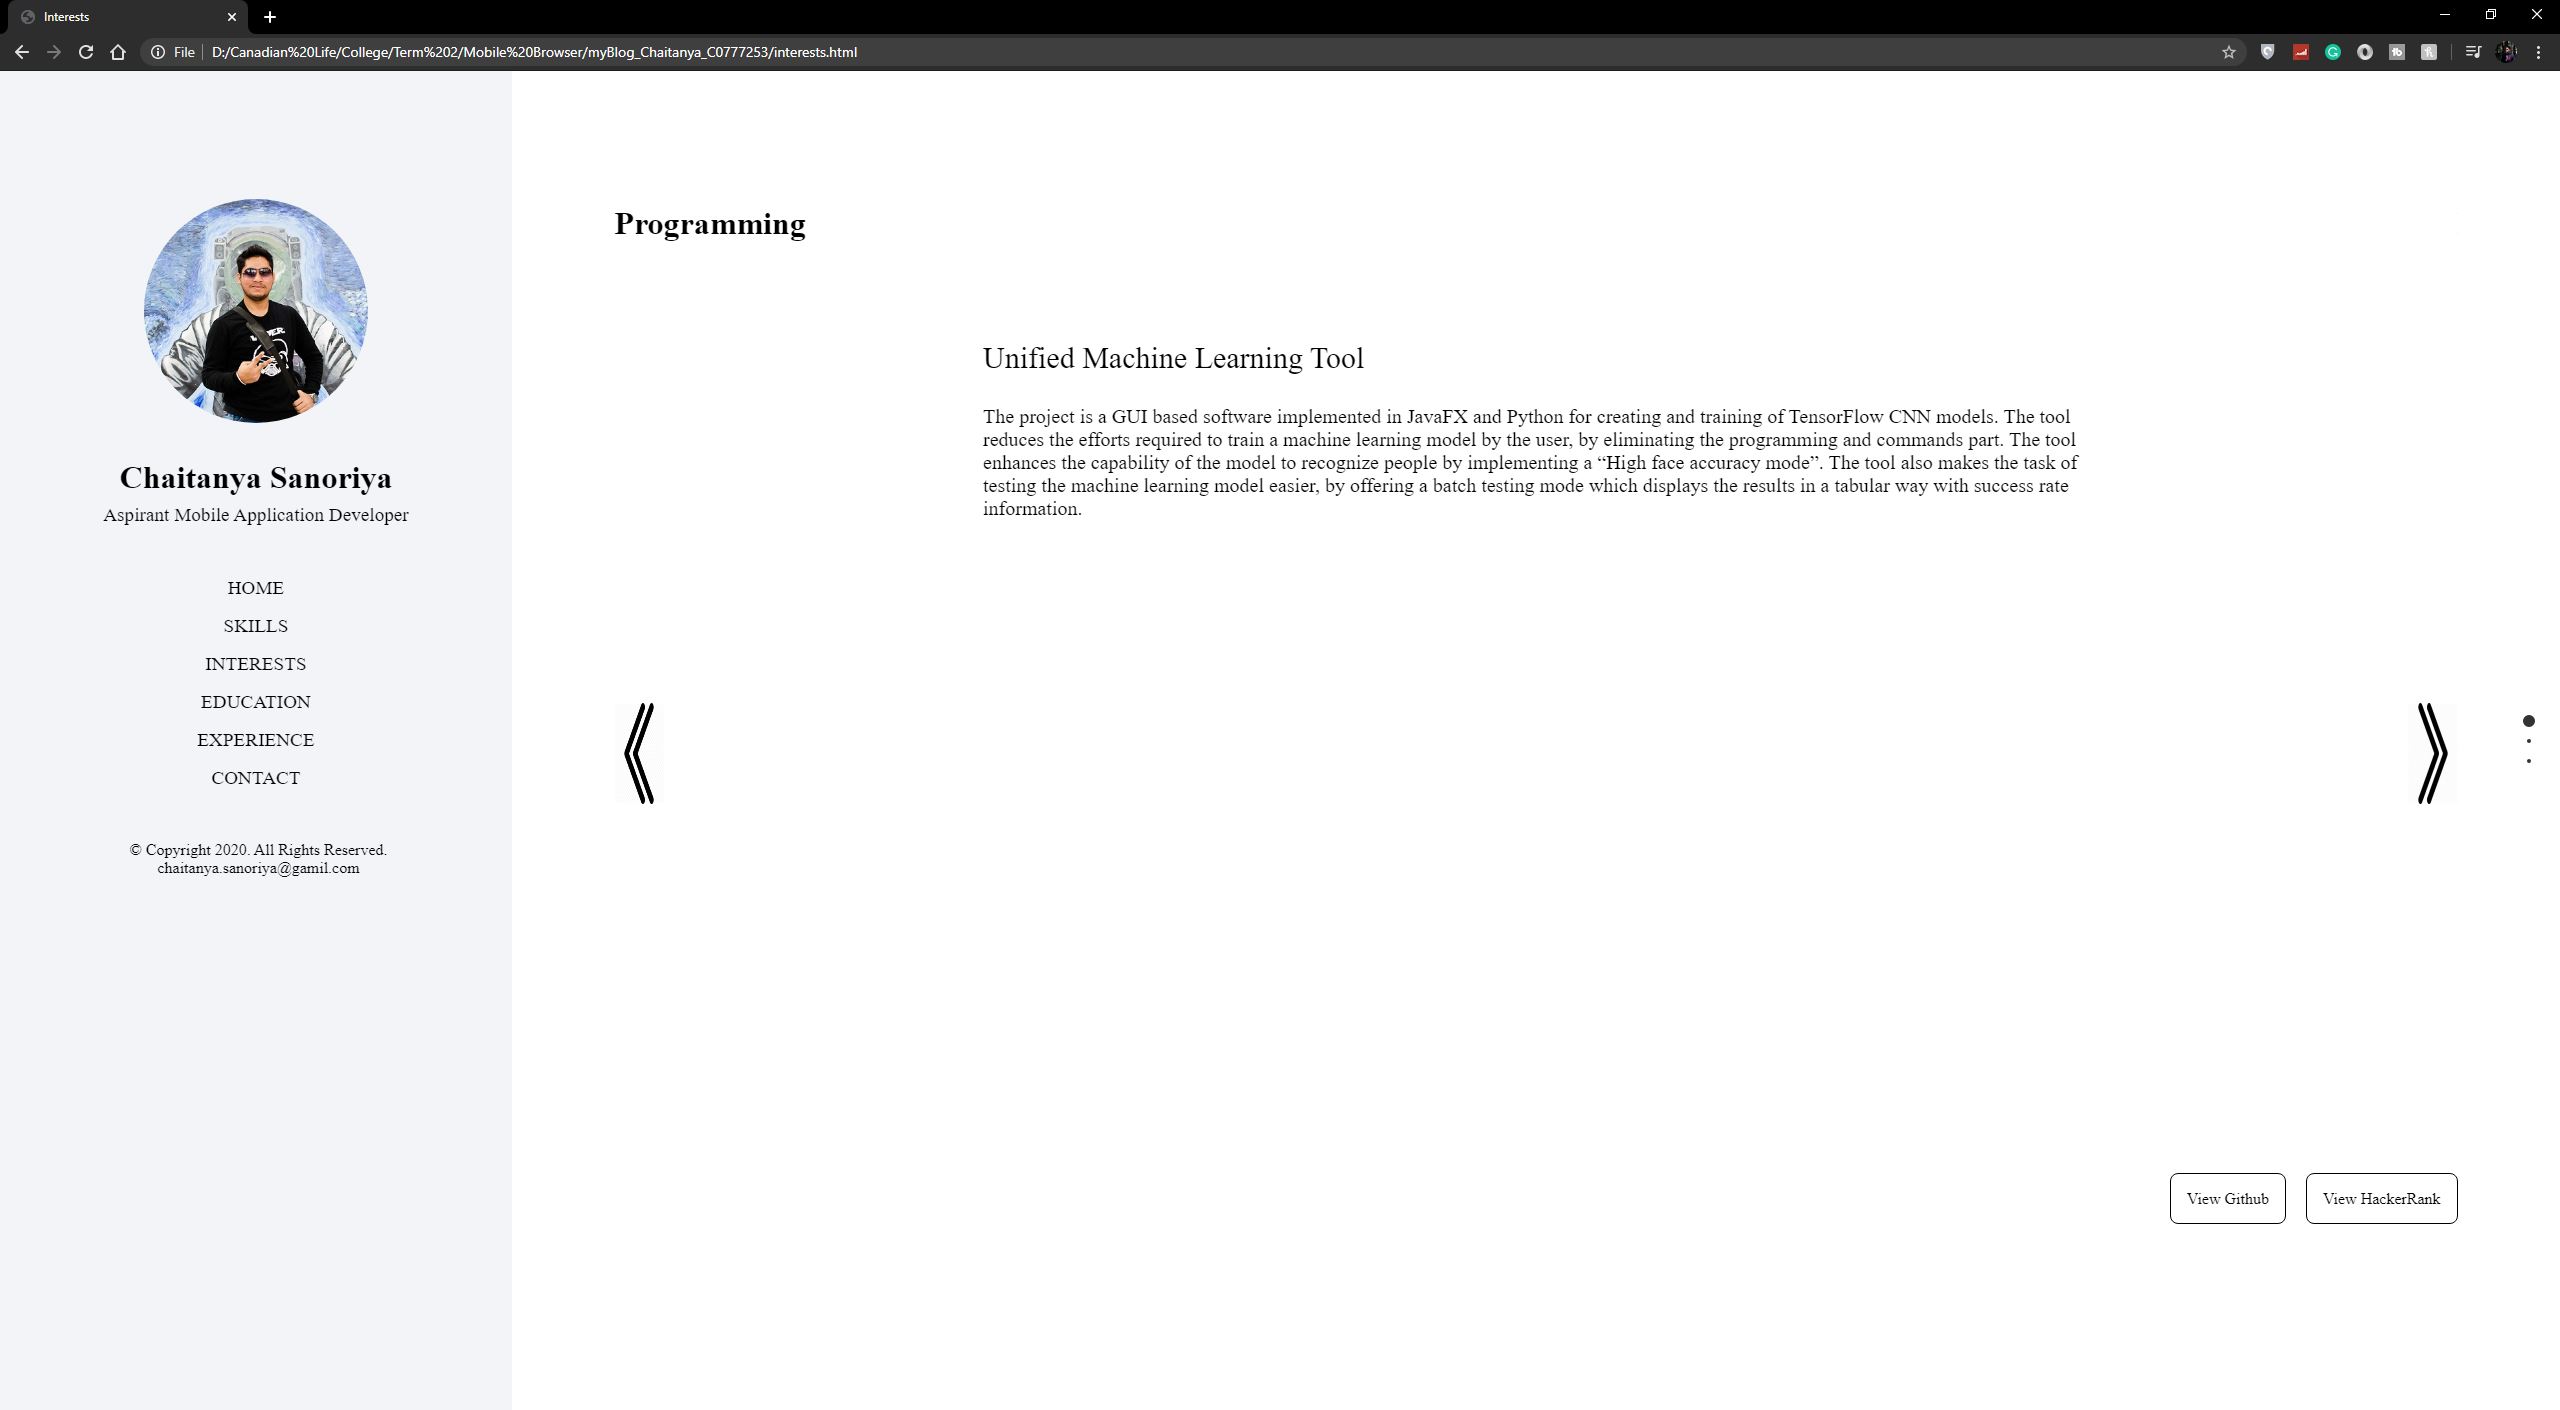 Interests
File
D:/Canadian%20Life/College/Term%202/Mobile%20Browser/myBlog_Chaitanya_C0777253/interests.html
Chaitanya Sanoriya
Aspirant Mobile Application Developer
HOME
SKILLS
INTERESTS
EDUCATION
EXPERIENCE
CONTACT
© Copyright 2020. All Rights Reserved.
chaitanya.sanoriya@gamil.com
Programming
Unified Machine Learning Tool
The project is a GUI based software implemented in JavaFX and Python for creating and training of TensorFlow CNN models. The tool
reduces the efforts required to train a machine learning model by the user, by eliminating the programming and commands part. The tool
enhances the capability of the model to recognize people by implementing a “High face accuracy mode”. The tool also makes the task of
testing the machine learning model easier, by offering a batch testing mode which displays the results in a tabular way with success rate
information.
View Github
View HackerRank